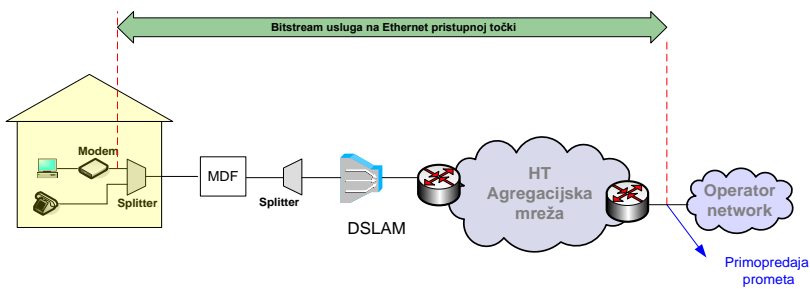 Bitstream usluga na Ethernet pristupnoj točki
Modem
Splitter
MDF
Splitter
DSLAM
HT
Agregacijska
mreža
Operator
network
Primopredaja
prometa